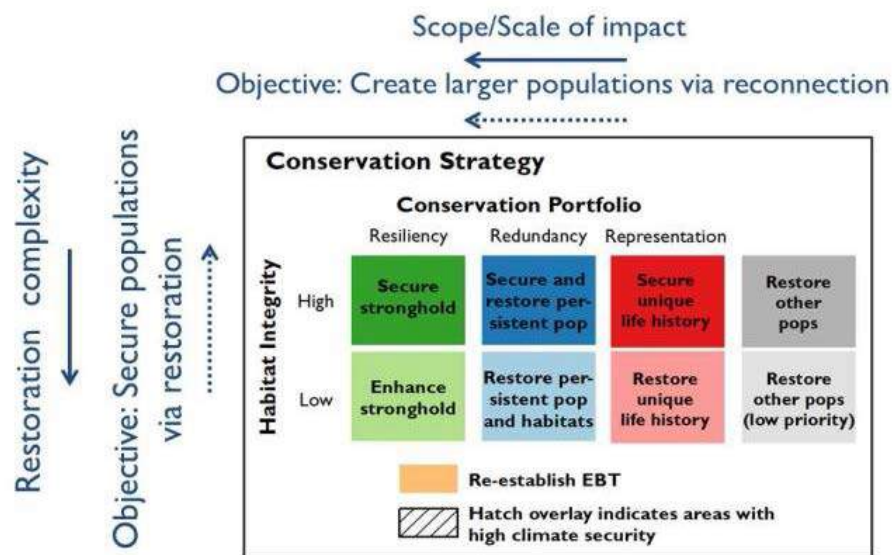 Scope/Scale of impact
Objective: Create larger populations via reconnection
Restoration complexity
Objective: Secure populations
via restoration
Conservation Strategy
Conservation Portfolio
Resiliency Redundancy Representation
Habitat Integrity
High
Secure
stronghold
Secure and
restore per-
sistent pop
Secure
unique
life history
Restore
other
pops
Low
Enhance
stronghold
Restore per-
sistent pop
and habitats
Restore
unique
life history
Restore
other pops
(low priority)
Re-establish EBT
Hatch overlay indicates areas with
high climate security